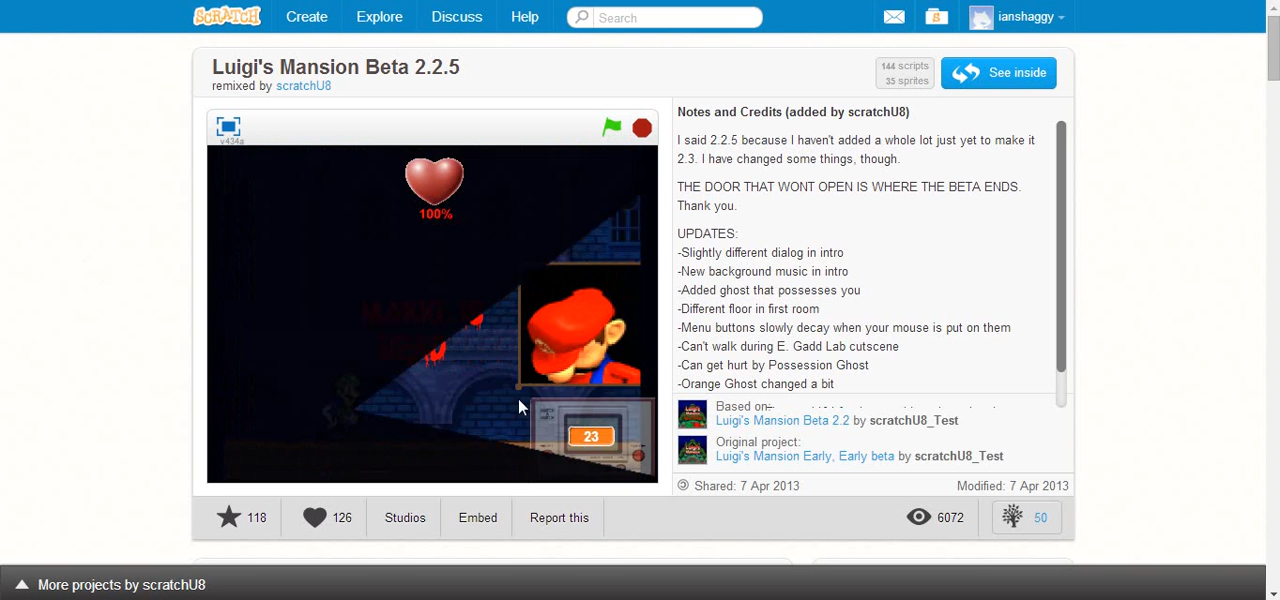 SCRATCH Create Explore Discuss Help Search ianshaggy
Luigi's Mansion Beta 2.2.5
remixed by scratchU8
144 scripts
35 sprites
See inside
v434a
100%
23
Notes and Credits (added by scratchU8)
I said 2.2.5 because I haven't added a whole lot just yet to make it
2.3. I have changed some things, though.
THE DOOR THAT WONT OPEN IS WHERE THE BETA ENDS.
Thank you.
UPDATES:
-Slightly different dialog in intro
-New background music in intro
-Added ghost that possesses you
-Different floor in first room
-Menu buttons slowly decay when your mouse is put on them
-Can't walk during E. Gadd Lab cutscene
-Can get hurt by Possession Ghost
-Orange Ghost changed a bit
Based on:
Luigi's Mansion Beta 2.2 by scratchU8_Test
Original project:
Luigi's Mansion Early, Early beta by scratchU8_Test
Shared: 7 Apr 2013 Modified: 7 Apr 2013
118 126 Studios Embed Report this 6072 50
More projects by scratchU8